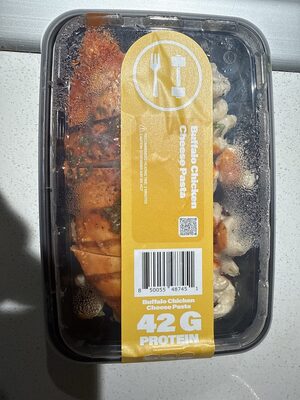 Buffalo Chicken
Cheese Pasta
8 50055 48745 1
Buffalo Chicken
Cheese Pasta
42 G
PROTEIN